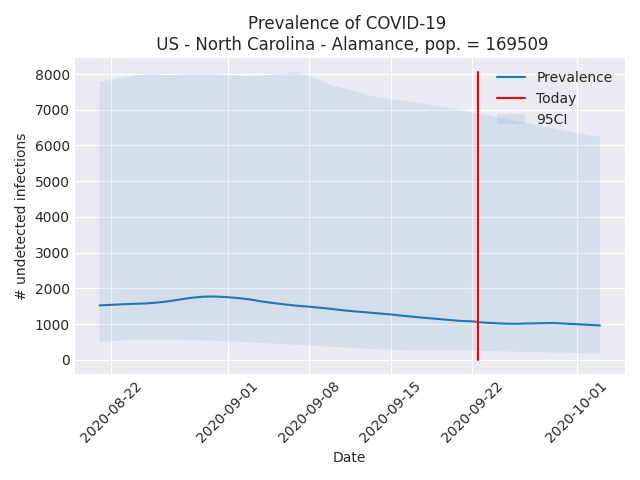 Prevalence of COVID-19
US - North Carolina - Alamance, pop. = 169509
Prevalence
Today
95CI
# undetected infections
8000
7000
6000
5000
4000
3000
2000
1000
0
2020-08-22
2020-09-01
2020-09-08
2020-09-15
2020-09-22
2020-10-01
Date